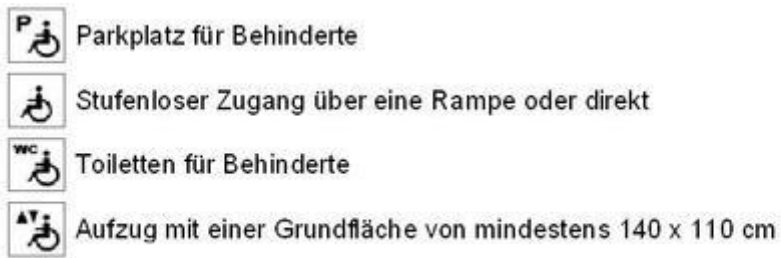 P Parkplatz für Behinderte
Stufenloser Zugang über eine Rampe oder direkt
WC Toiletten für Behinderte
Aufzug mit einer Grundfläche von mindestens 140 x 110 cm